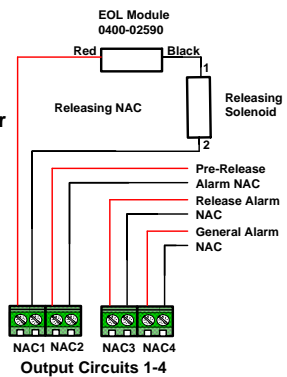 EOL Module
0400-02590
Red
Black
1
Releasing NAC
Releasing
Solenoid
r
2
Pre-Release
Alarm NAC
Release Alarm
NAC
General Alarm
NAC
NAC1 NAC2 NAC3 NAC4
Output Circuits 1-4